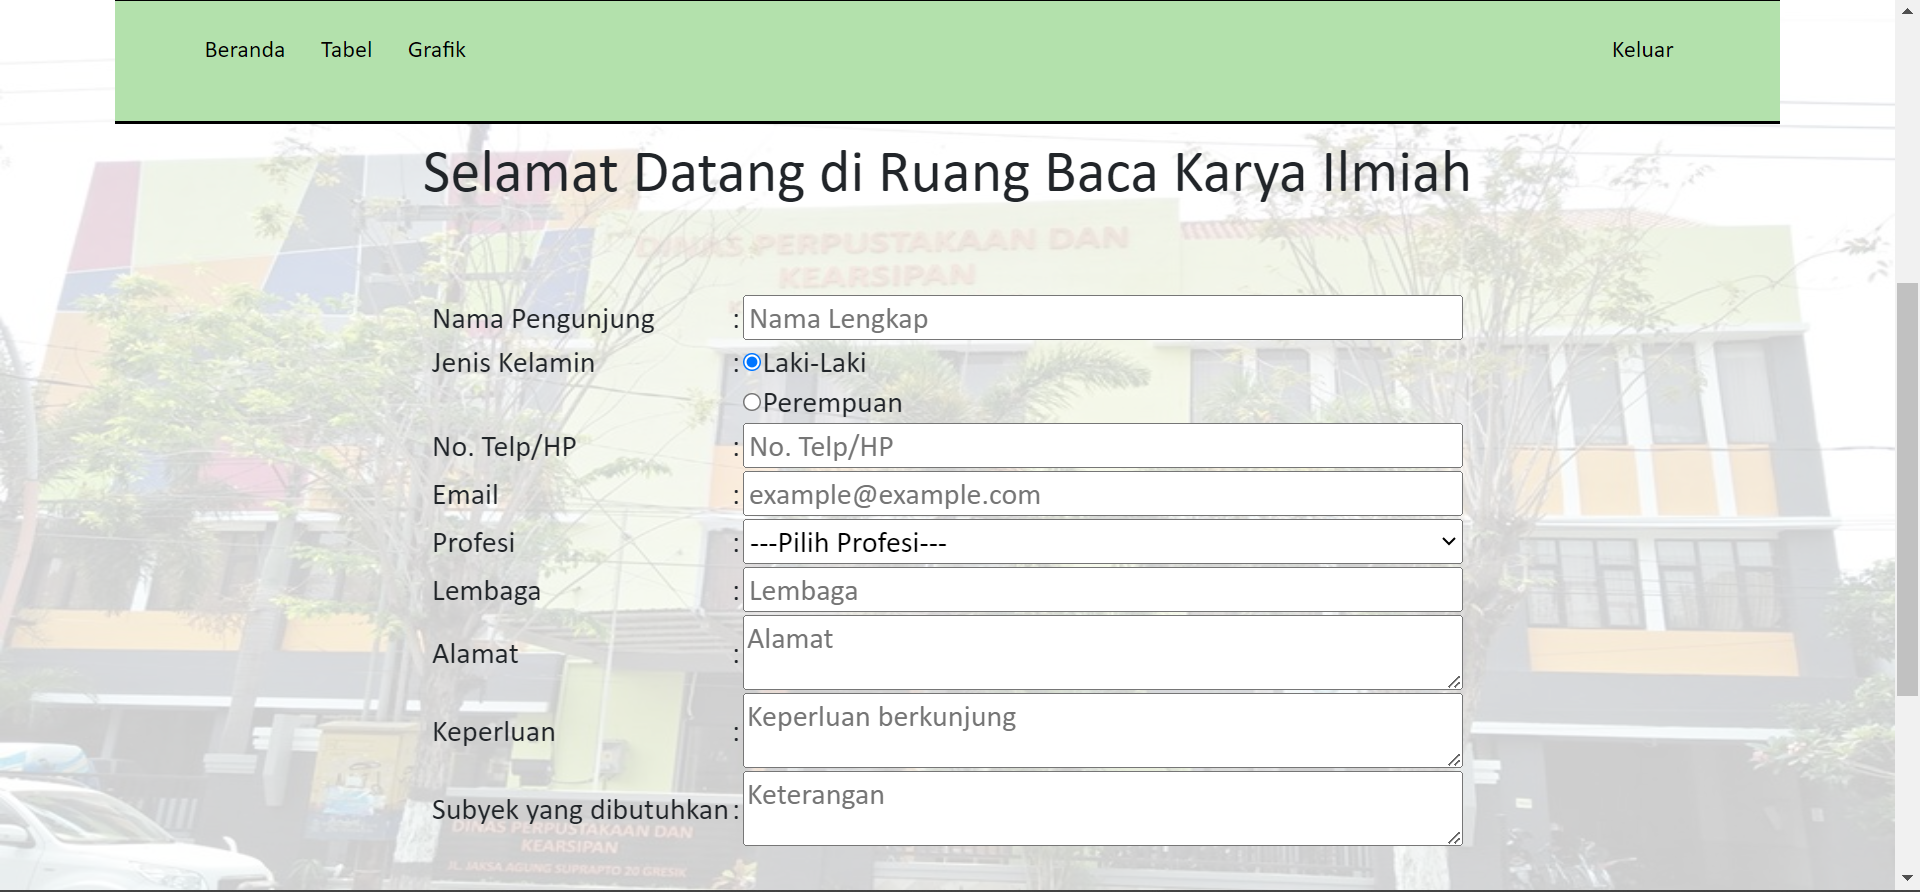 Beranda Tabel Grafik Keluar
Selamat Datang di Ruang Baca Karya Ilmiah
DINAS PERPUSTAKAAN DAN
KEARSIPAN
Nama Pengunjung : Nama Lengkap
Jenis Kelamin : Laki-Laki
Perempuan
No. Telp/HP : No. Telp/HP
Email : example@example.com
Profesi : ---Pilih Profesi---
Lembaga : Lembaga
Alamat : Alamat
Keperluan : Keperluan berkunjung
Subyek yang dibutuhkan : Keterangan
DINAS PERPUSTAKAAN DAN
KEARSIPAN
JL. JAKSA AGUNG SUPRAPTO 20 GRESIK